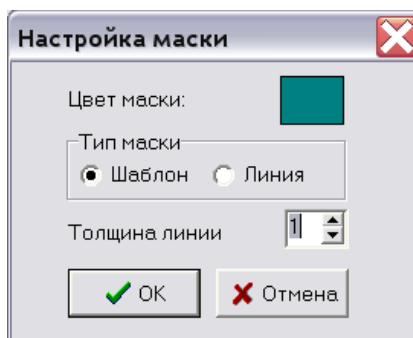 Настройка маски
Цвет маски:
Тип маски
Шаблон Линия
Толщина линии 1
OK Отмена